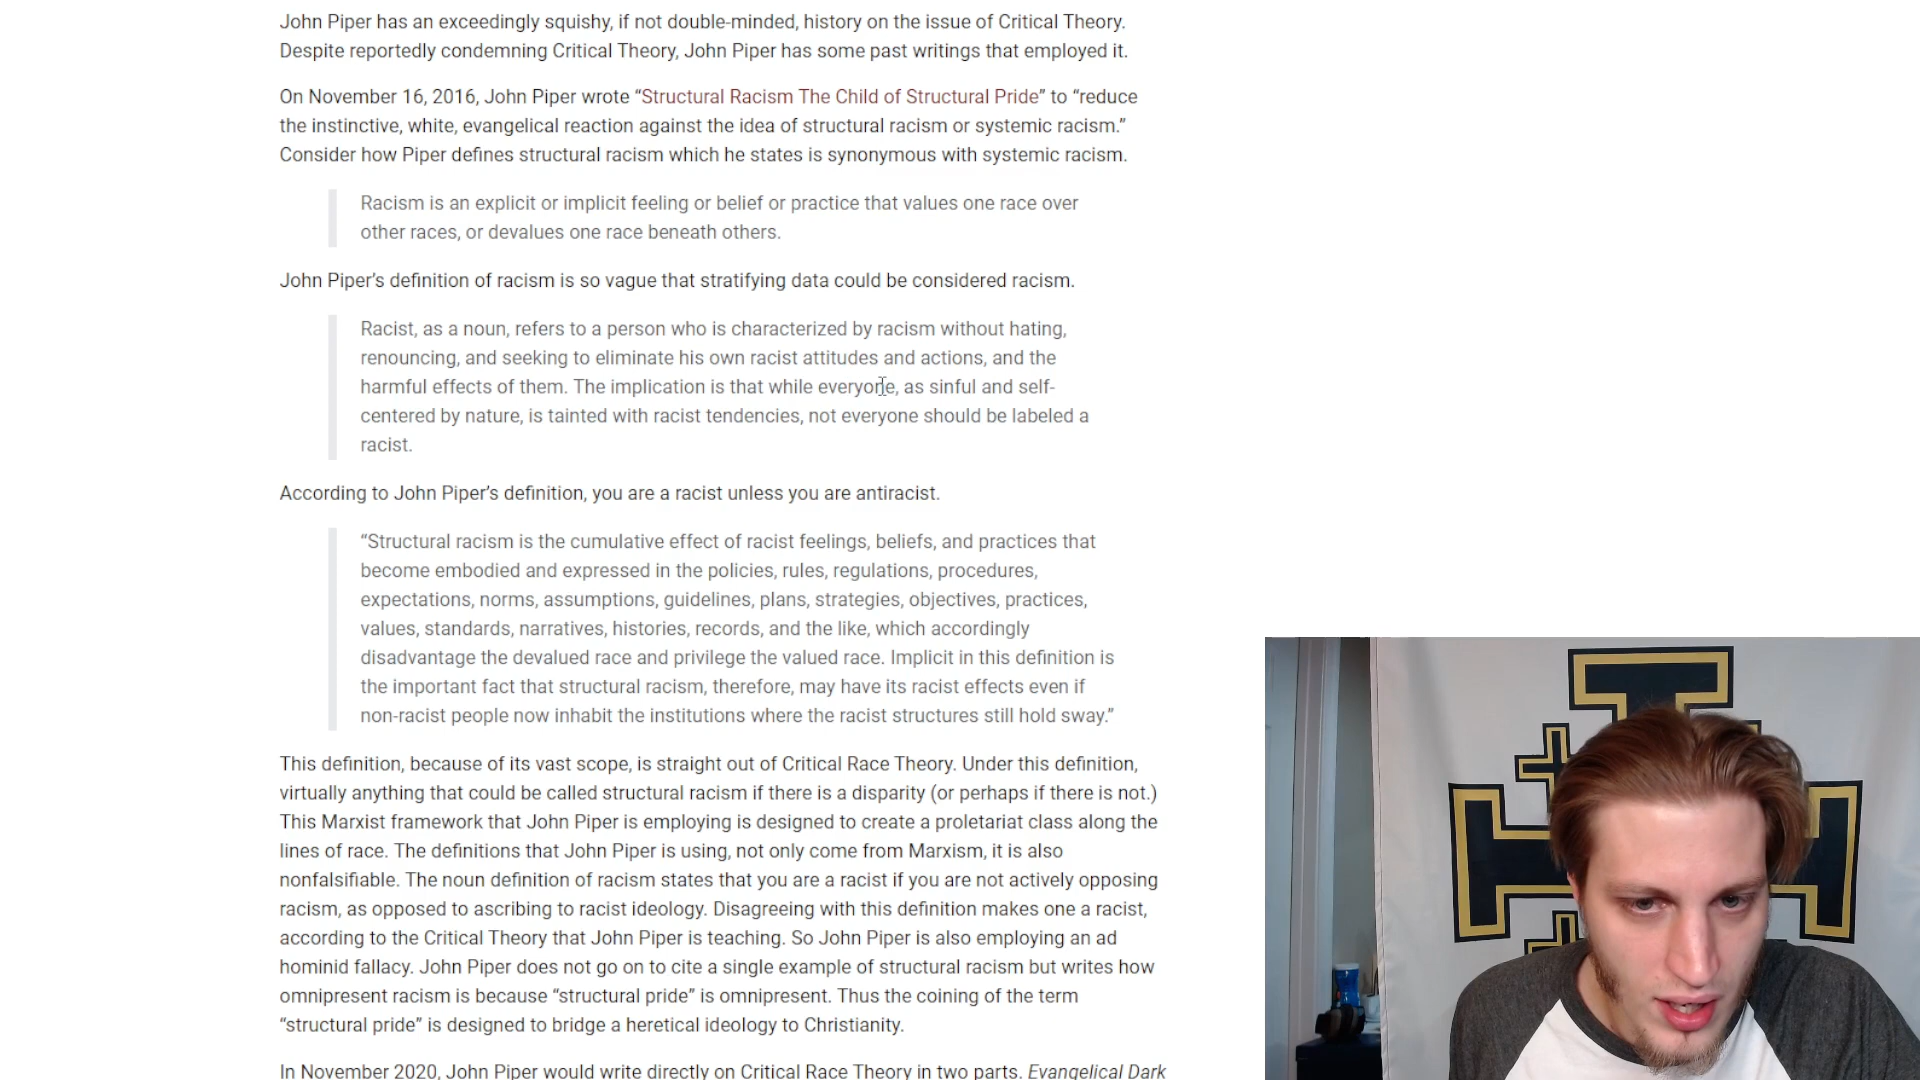 John Piper has an exceedingly squishy, if not double-minded, history on the issue of Critical Theory.
Despite reportedly condemning Critical Theory, John Piper has some past writings that employed it.
On November 16, 2016, John Piper wrote “Structural Racism The Child of Structural Pride” to “reduce
the instinctive, white, evangelical reaction against the idea of structural racism or systemic racism.”
Consider how Piper defines structural racism which he states is synonymous with systemic racism.
Racism is an explicit or implicit feeling or belief or practice that values one race over
other races, or devalues one race beneath others.
John Piper’s definition of racism is so vague that stratifying data could be considered racism.
Racist, as a noun, refers to a person who is characterized by racism without hating,
renouncing, and seeking to eliminate his own racist attitudes and actions, and the
harmful effects of them. The implication is that while everyone, as sinful and self-
centered by nature, is tainted with racist tendencies, not everyone should be labeled a
racist.
According to John Piper’s definition, you are a racist unless you are antiracist.
“Structural racism is the cumulative effect of racist feelings, beliefs, and practices that
become embodied and expressed in the policies, rules, regulations, procedures,
expectations, norms, assumptions, guidelines, plans, strategies, objectives, practices,
values, standards, narratives, histories, records, and the like, which accordingly
disadvantage the devalued race and privilege the valued race. Implicit in this definition is
the important fact that structural racism, therefore, may have its racist effects even if
non-racist people now inhabit the institutions where the racist structures still hold sway.”
This definition, because of its vast scope, is straight out of Critical Race Theory. Under this definition,
virtually anything that could be called structural racism if there is a disparity (or perhaps if there is not.)
This Marxist framework that John Piper is employing is designed to create a proletariat class along the
lines of race. The definitions that John Piper is using, not only come from Marxism, it is also
nonfalsifiable. The noun definition of racism states that you are a racist if you are not actively opposing
racism, as opposed to ascribing to racist ideology. Disagreeing with this definition makes one a racist,
according to the Critical Theory that John Piper is teaching. So John Piper is also employing an ad
hominid fallacy. John Piper does not go on to cite a single example of structural racism but writes how
omnipresent racism is because “structural pride” is omnipresent. Thus the coining of the term
“structural pride” is designed to bridge a heretical ideology to Christianity.
In November 2020, John Piper would write directly on Critical Race Theory in two parts. Evangelical Dark